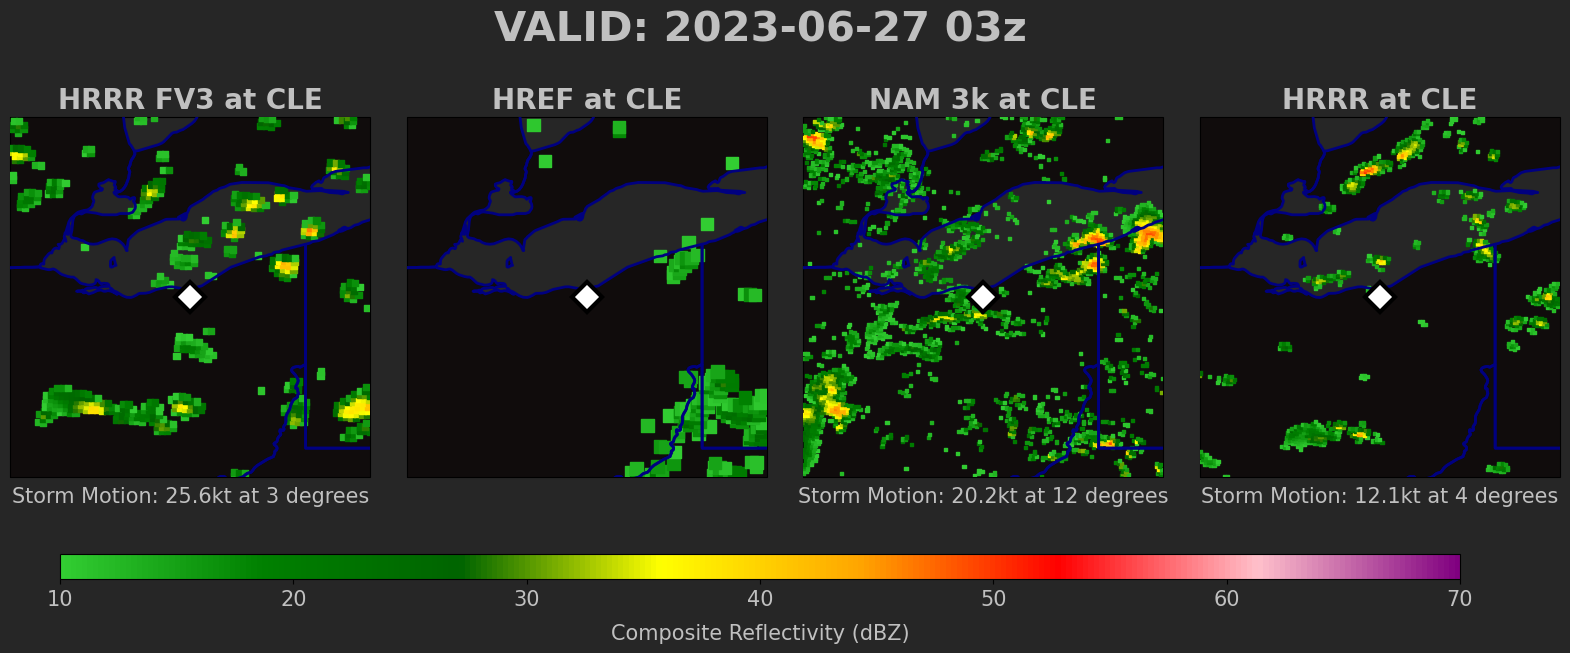 VALID: 2023-06-27 03z
HRRR FV3 at CLE
HREF at CLE
NAM 3k at CLE
HRRR at CLE
Storm Motion: 25.6kt at 3 degrees
Storm Motion: 20.2kt at 12 degrees
Storm Motion: 12.1kt at 4 degrees
10 20 30 40 50 60 70
Composite Reflectivity (dBZ)